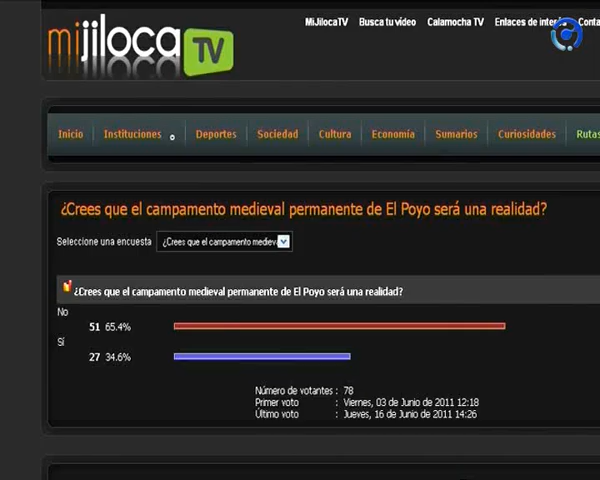 mijilocaTV
MiJilocaTV Busca tu vídeo Calamocha TV Enlaces de interés
Inicio Instituciones Deportes Sociedad Cultura Economía Sumarios Curiosidades Rutas
¿Crees que el campamento medieval permanente de El Poyo será una realidad?
Seleccione una encuesta ¿Crees que el campamento mediev
¿Crees que el campamento medieval permanente de El Poyo será una realidad?
No
51 65.4%
Sí
27 34.6%
Número de votantes : 78
Primer voto : Viernes, 03 de Junio de 2011 12:18
Último voto : Jueves, 16 de Junio de 2011 14:26